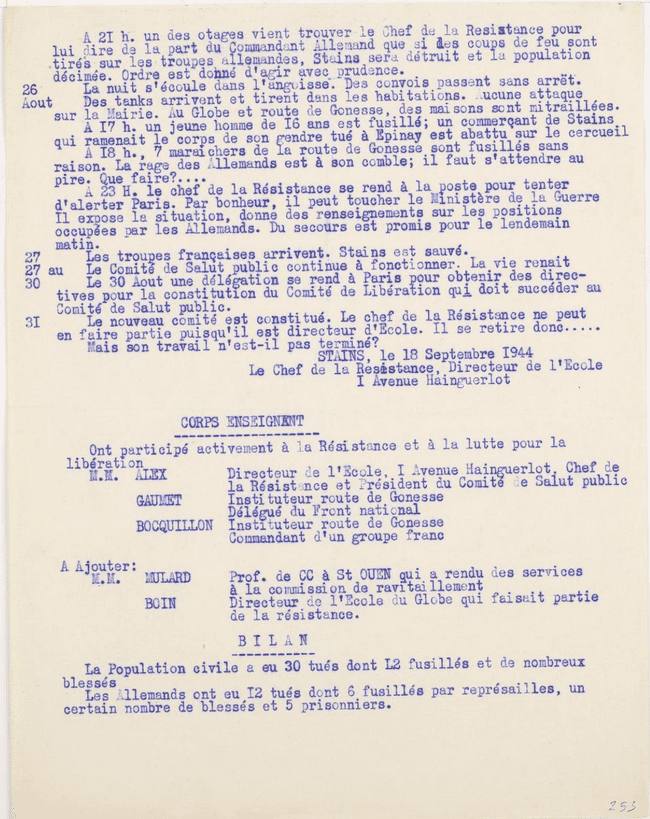 A 2I h. un des otages vient trouver le Chef de la Resistance pour
lui dire de la part du Commandant Allemand que si des coups de feu sont
tirés sur les troupes allemandes, Stains sera détruit et la population
décimée. Ordre est donné d'agir avec prudence.
26 La nuit s'écoule dans l'angoisse. Des convois passent sans arrêt.
Aout Des tanks arrivent et tirent dans les habitations. Aucune attaque
sur la Mairie. Au Globe et route de Gonesse, des maisons sont mitraillées.
A I7 h. un jeune homme de I6 ans est fusillé; un commerçant de Stains
qui ramenait le corps de son gendre tué à Epinay est abattu sur le cercueil
A I8 h., 7 maraichers de la route de Gonesse sont fusillés sans
raison. La rage des Allemands est à son comble; il faut s'attendre au
pire. Que faire?....
A 23 H. le chef de la Résistance se rend à la poste pour tenter
d'alerter Paris. Par bonheur, il peut toucher le Ministère de la Guerre
Il expose la situation, donne des renseignements sur les positions
occupées par les Allemands. Du secours est promis pour le lendemain
matin.
27 Les troupes françaises arrivent. Stains est sauvé.
27 au Le Comité de Salut public continue à fonctionner. La vie renait
30 Le 30 Aout une délégation se rend à Paris pour obtenir des direc-
tives pour la constitution du Comité de Libération qui doit succéder au
Comité de Salut public.
3I Le nouveau comité est constitué. Le chef de la Résistance ne peut
en faire partie puisqu'il est directeur d'Ecole. Il se retire donc.....
Mais son travail n'est-il pas terminé?
STAINS, le I8 Septembre I944
Le Chef de la Resistance, Directeur de l'Ecole
I Avenue Hainguerlot
CORPS ENSEIGNENT
Ont participé activement à la Résistance et à la lutte pour la
libération
M.M. ALEX Directeur de l'Ecole, I Avenue Hainguerlot, Chef de
la Résistance et Président du Comité de Salut public
GAUMET Instituteur route de Gonesse
Délégué du Front national
BOCQUILLON Instituteur route de Gonesse
Commandant d'un groupe franc
A Ajouter:
M.M. MULARD Prof. de CC à St OUEN qui a rendu des services
à la commission de ravitaillement
BOIN Directeur de l'Ecole du Globe qui faisait partie
de la résistance.
B I L A N
La Population civile a eu 30 tués dont L2 fusillés et de nombreux
blessés
Les Allemands ont eu I2 tués dont 6 fusillés par représailles, un
certain nombre de blessés et 5 prisonniers.
253